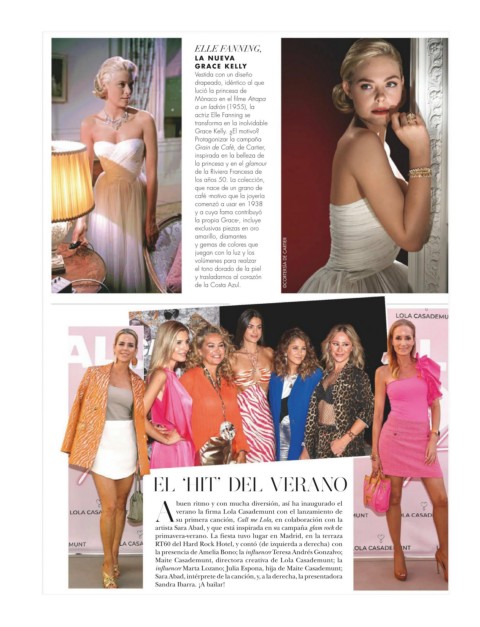 ELLE FANNING,
LA NUEVA
GRACE KELLY
Vestida con un diseño
drapeado, idéntico al que
lució la princesa de
Mónaco en el filme Atrapa
a un ladrón (1955), la
actriz Elle Fanning se
transforma en la inolvidable
Grace Kelly. ¿El motivo?
Protagonizar la campaña
Grain de Café, de Cartier,
inspirada en la belleza de
la princesa y en el glamour
de la Riviera Francesa de
los años 50. La colección,
que nace de un grano de
café -motivo que la joyería
comenzó a usar en 1938
y a cuya fama contribuyó
la propia Grace-, incluye
exclusivas piezas en oro
amarillo, diamantes
y gemas de colores que
juegan con la luz y los
volúmenes para realzar
el tono dorado de la piel
y trasladarnos al corazón
de la Costa Azul.
©CORTESÍA DE CARTIER
LOLA CASADEMUNT
EL 'HIT' DEL VERANO
A buen ritmo y con mucha diversión, así ha inaugurado el
verano la firma Lola Casademunt con el lanzamiento de
su primera canción, Call me Lola, en colaboración con la
artista Sara Abad, y que está inspirada en su campaña glam rock de
primavera-verano. La fiesta tuvo lugar en Madrid, en la terraza
RT60 del Hard Rock Hotel, y contó (de izquierda a derecha) con
la presencia de Amelia Bono; la influencer Teresa Andrés Gonzalvo;
Maite Casademunt, directora creativa de Lola Casademunt; la
influencer Marta Lozano; Julia Espona, hija de Maite Casademunt;
Sara Abad, intérprete de la canción, y, a la derecha, la presentadora
Sandra Ibarra. ¡A bailar!